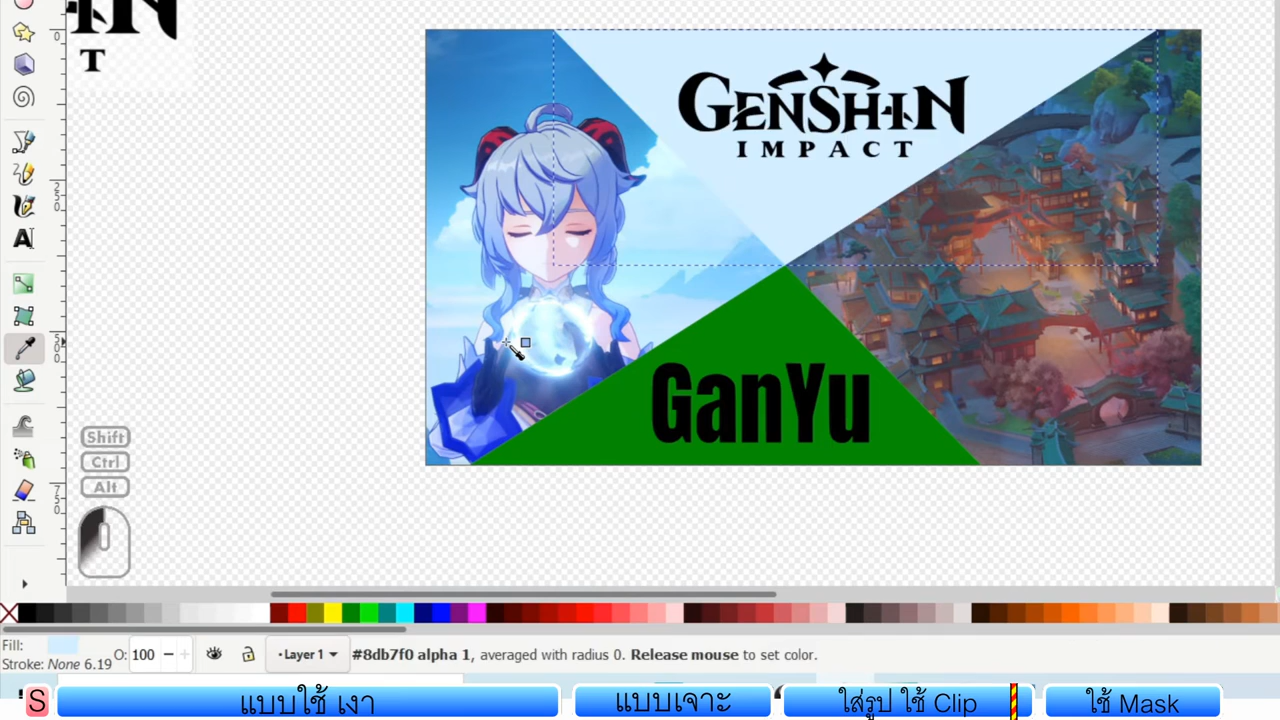 T
GENSHIN
IMPACT
GanYu
Shift
Ctrl
Alt
Fill:
Stroke: None 6.19
O: 100
Layer 1
#8db7f0 alpha 1, averaged with radius 0. Release mouse to set color.
S
แบบใช้ เงา
แบบเจาะ
ใส่รูป ใช้ Clip
ใช้ Mask